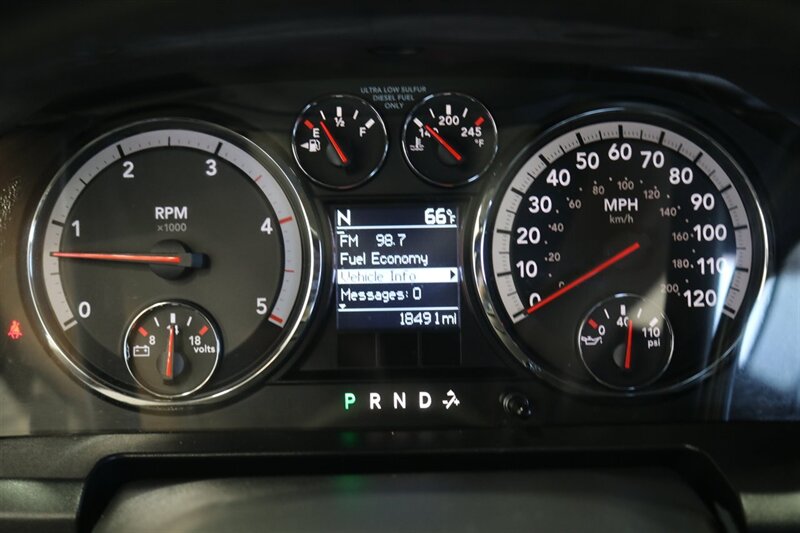 ULTRA LOW SULFUR
DIESEL FUEL
ONLY
E ½ F
140 200 245 °F
0 1 2 3 4 5
RPM
×1000
8 14 18
volts
N 66°F
FM 98.7
Fuel Economy
Vehicle Info
Messages: 0
18491 mi
P R N D
0 10 20 30 40 50 60 70 80 90 100 110 120
MPH
km/h
20 40 60 80 100 120 140 160 180 200
0 40 110
psi